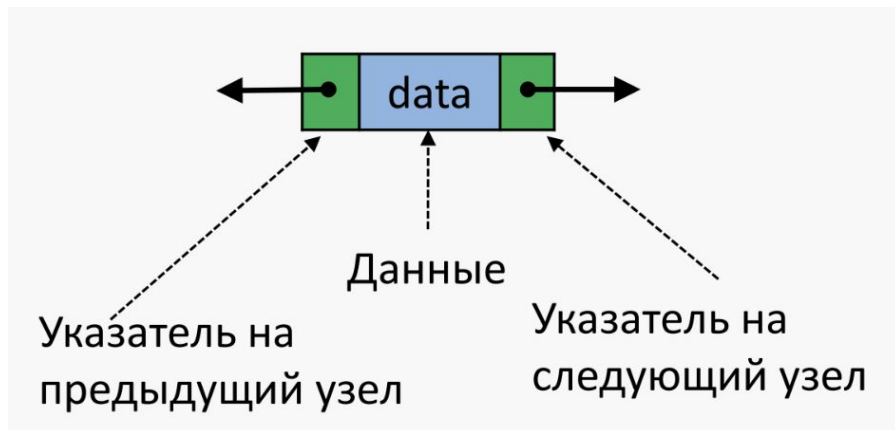 data
Данные
Указатель на
предыдущий узел
Указатель на
следующий узел